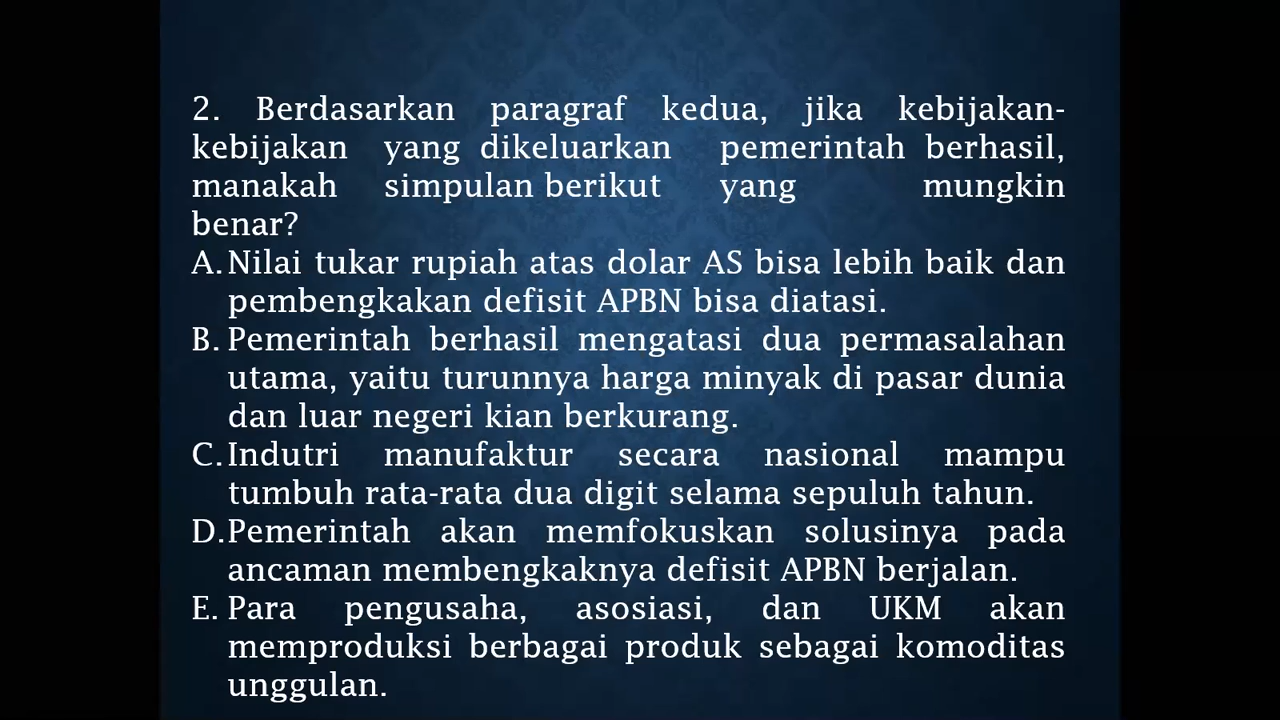 2. Berdasarkan paragraf kedua, jika kebijakan-
kebijakan yang dikeluarkan pemerintah berhasil,
manakah simpulan berikut yang mungkin
benar?
A. Nilai tukar rupiah atas dolar AS bisa lebih baik dan
pembengkakan defisit APBN bisa diatasi.
B. Pemerintah berhasil mengatasi dua permasalahan
utama, yaitu turunnya harga minyak di pasar dunia
dan luar negeri kian berkurang.
C. Indutri manufaktur secara nasional mampu
tumbuh rata-rata dua digit selama sepuluh tahun.
D. Pemerintah akan memfokuskan solusinya pada
ancaman membengkaknya defisit APBN berjalan.
E. Para pengusaha, asosiasi, dan UKM akan
memproduksi berbagai produk sebagai komoditas
unggulan.